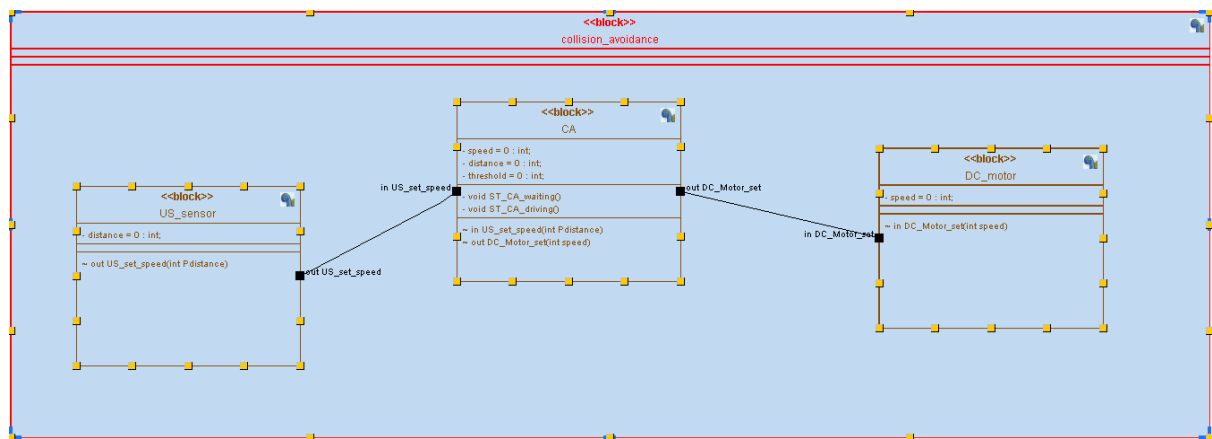 <<block>>
collision_avoidance
<<block>>
CA
- speed = 0 : int;
- distance = 0 : int;
- threshold = 0 : int;
- void ST_CA_waiting()
- void ST_CA_driving()
~ in US_set_speed(int Pdistance)
~ out DC_Motor_set(int speed)
in US_set_speed
out DC_Motor_set
<<block>>
US_sensor
- distance = 0 : int;
~ out US_set_speed(int Pdistance)
out US_set_speed
<<block>>
DC_motor
- speed = 0 : int;
~ in DC_Motor_set(int speed)
in DC_Motor_set